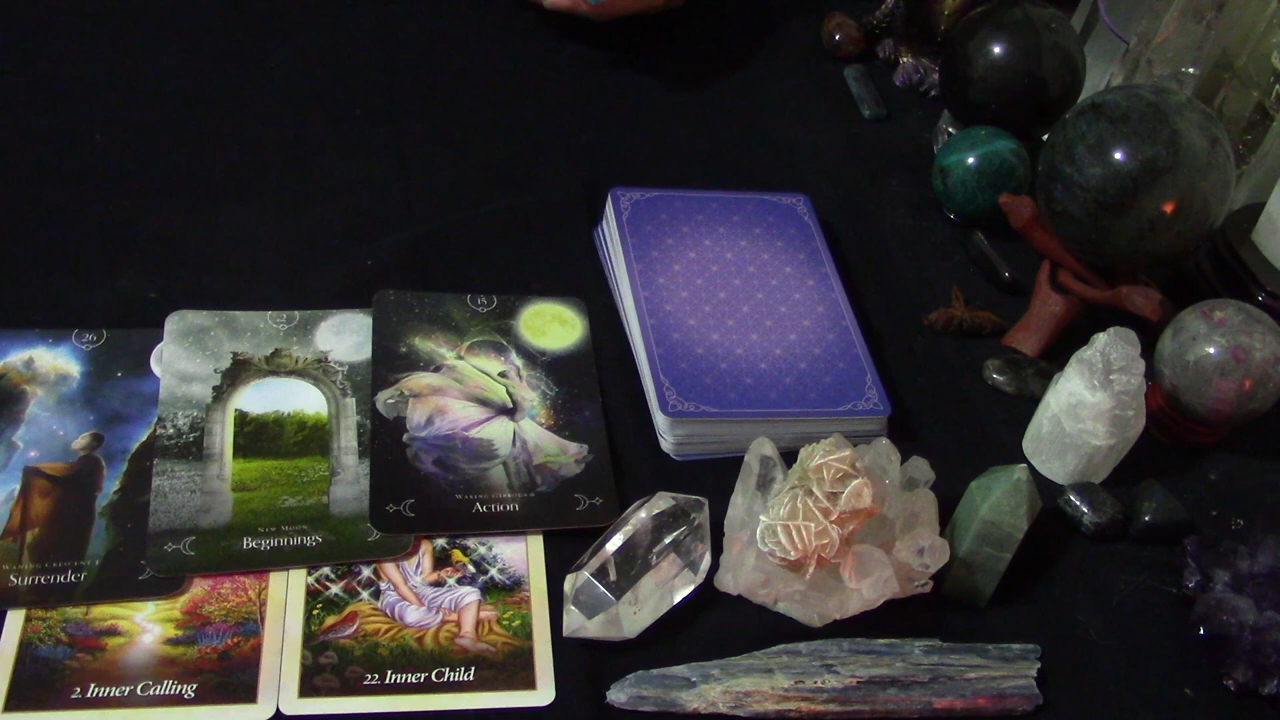 26
Waning Crescent
Surrender
2
New Moon
Beginnings
15
Waxing Gibbous
Action
2. Inner Calling
22. Inner Child